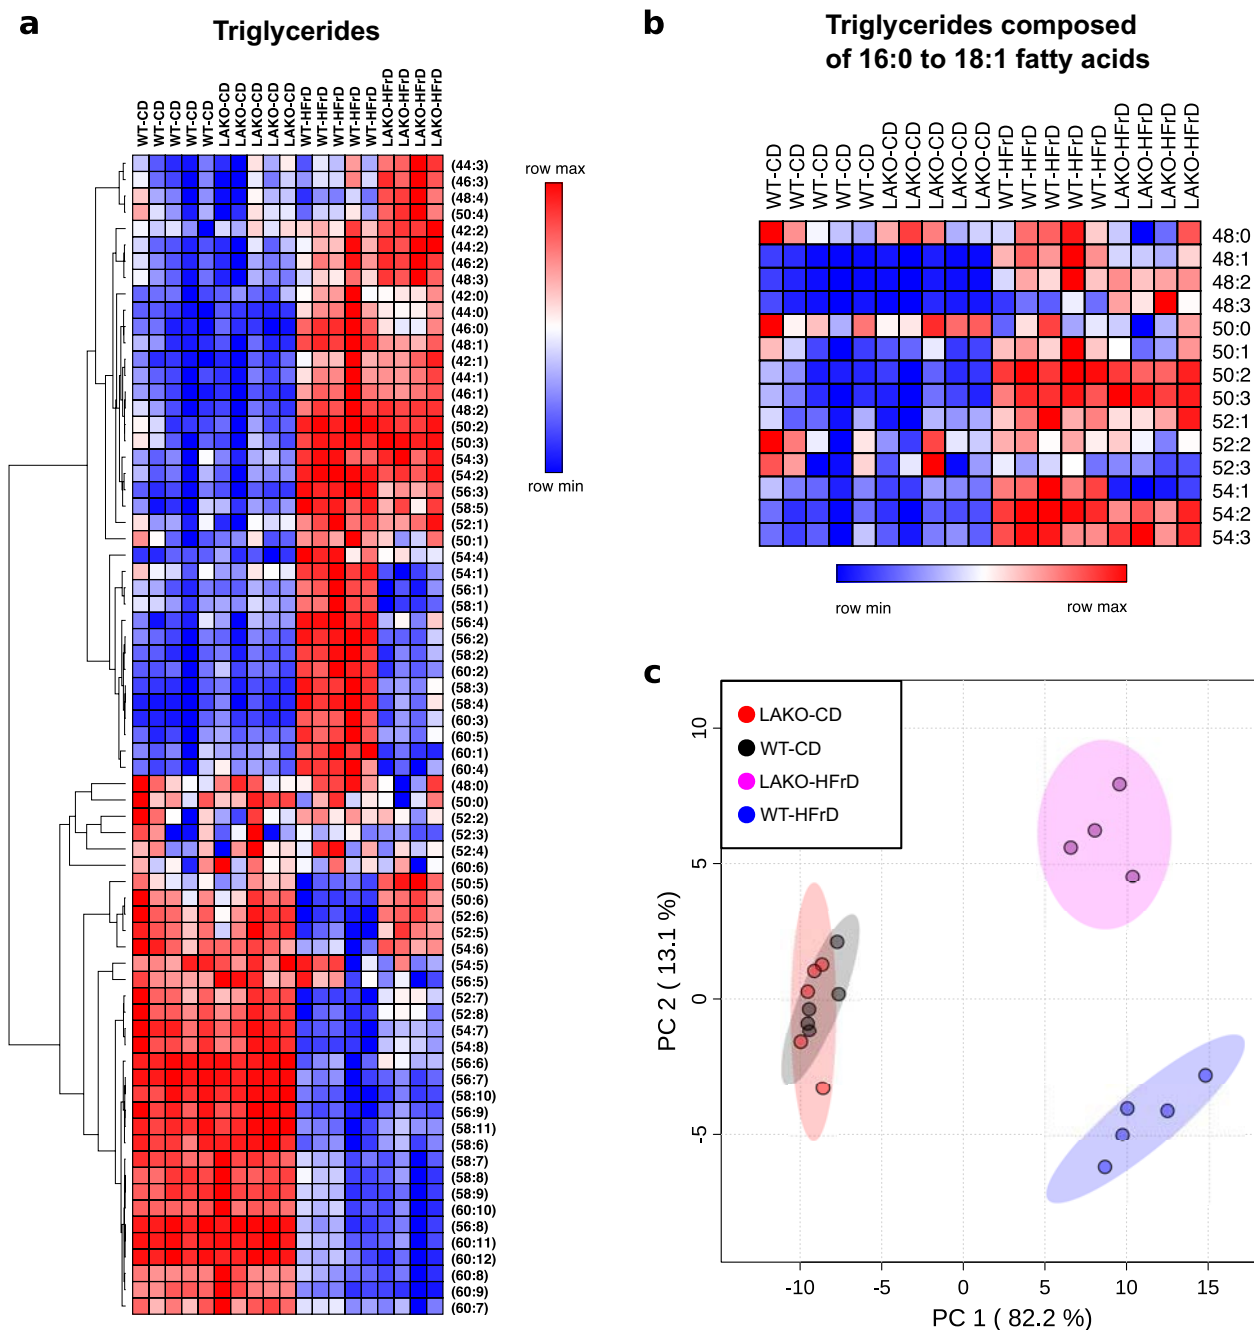 a
Triglycerides
WT-CD
WT-CD
WT-CD
WT-CD
WT-CD
LAKO-CD
LAKO-CD
LAKO-CD
LAKO-CD
LAKO-CD
WT-HFrD
WT-HFrD
WT-HFrD
WT-HFrD
WT-HFrD
LAKO-HFrD
LAKO-HFrD
LAKO-HFrD
LAKO-HFrD
(44:3)
(46:3)
(48:4)
(50:4)
(42:2)
(44:2)
(46:2)
(48:3)
(42:0)
(44:0)
(46:0)
(48:1)
(42:1)
(44:1)
(46:1)
(48:2)
(50:2)
(50:3)
(54:3)
(54:2)
(56:3)
(58:5)
(52:1)
(50:1)
(54:4)
(54:1)
(56:1)
(58:1)
(56:4)
(56:2)
(58:2)
(60:2)
(58:3)
(58:4)
(60:3)
(60:5)
(60:1)
(60:4)
(48:0)
(50:0)
(52:2)
(52:3)
(52:4)
(60:6)
(50:5)
(50:6)
(52:6)
(52:5)
(54:6)
(54:5)
(56:5)
(52:7)
(52:8)
(54:7)
(54:8)
(56:6)
(56:7)
(58:10)
(56:9)
(58:11)
(58:6)
(58:7)
(58:8)
(58:9)
(60:10)
(56:8)
(60:11)
(60:12)
(60:8)
(60:9)
(60:7)
row max
row min
b
Triglycerides composed
of 16:0 to 18:1 fatty acids
WT-CD
WT-CD
WT-CD
WT-CD
WT-CD
LAKO-CD
LAKO-CD
LAKO-CD
LAKO-CD
LAKO-CD
WT-HFrD
WT-HFrD
WT-HFrD
WT-HFrD
WT-HFrD
LAKO-HFrD
LAKO-HFrD
LAKO-HFrD
LAKO-HFrD
48:0
48:1
48:2
48:3
50:0
50:1
50:2
50:3
52:1
52:2
52:3
54:1
54:2
54:3
row min
row max
c
LAKO-CD
WT-CD
LAKO-HFrD
WT-HFrD
10
5
0
-5
PC 2 ( 13.1 %)
-10
-5
0
5
10
15
PC 1 ( 82.2 %)